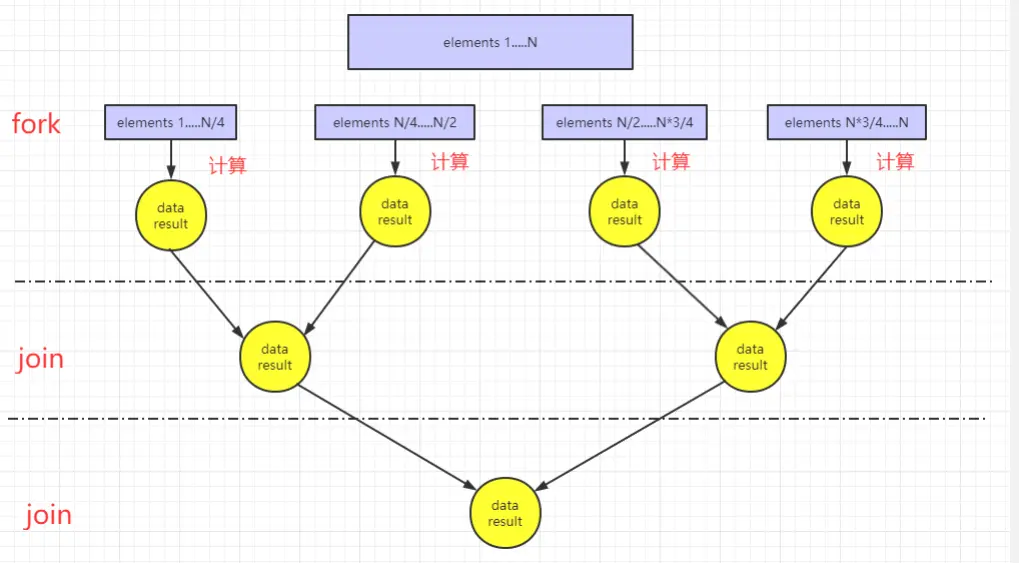 elements 1.....N
fork
elements 1.....N/4
elements N/4.....N/2
elements N/2.....N*3/4
elements N*3/4.....N
计算
计算
计算
计算
data
result
data
result
data
result
data
result
join
data
result
data
result
join
data
result